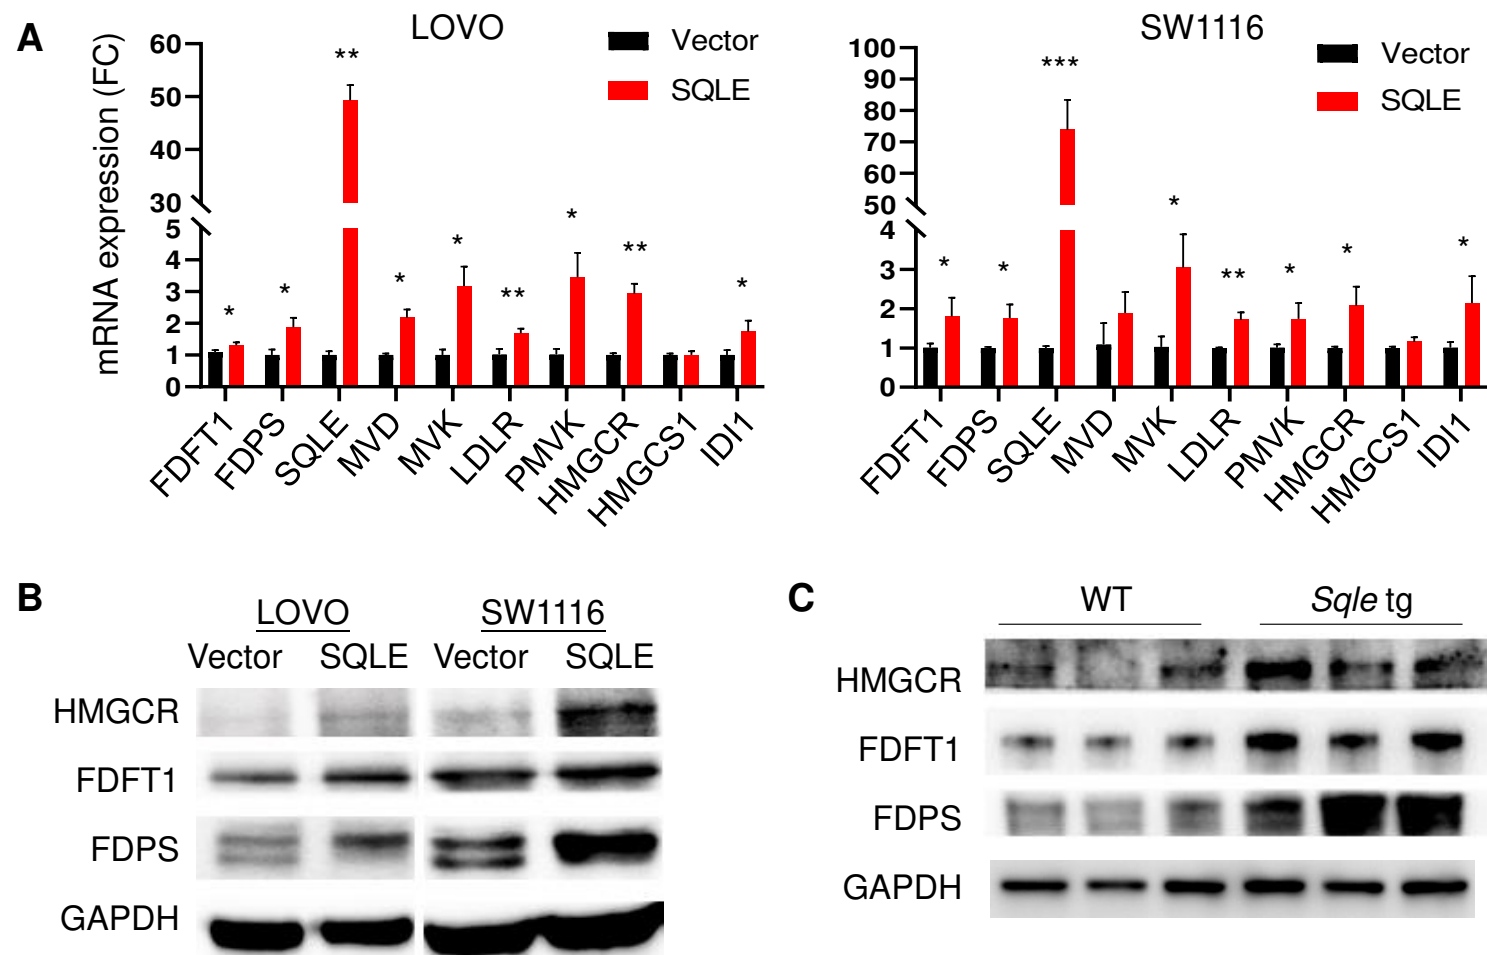 A
LOVO
Vector
SQLE
mRNA expression (FC)
60
50
40
30
5
4
3
2
1
0
** * * * * ** * ** *
FDFT1 FDPS SQLE MVD MVK LDLR PMVK HMGCR HMGCS1 IDI1
SW1116
Vector
SQLE
100
90
80
70
60
50
4
3
2
1
0
*** * * * ** * * *
FDFT1 FDPS SQLE MVD MVK LDLR PMVK HMGCR HMGCS1 IDI1
B
LOVO SW1116
Vector SQLE Vector SQLE
HMGCR
FDFT1
FDPS
GAPDH
C
WT Sqle tg
HMGCR
FDFT1
FDPS
GAPDH